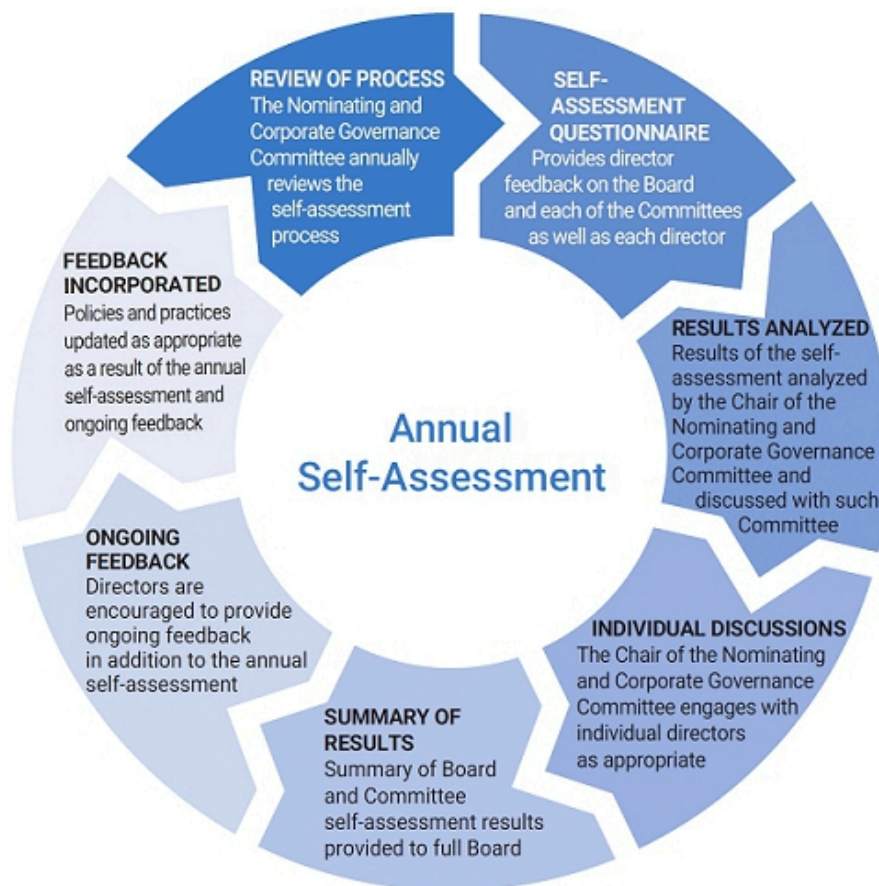 REVIEW OF PROCESS
The Nominating and
Corporate Governance
Committee annually
reviews the
self-assessment
process
SELF-
ASSESSMENT
QUESTIONNAIRE
Provides director
feedback on the Board
and each of the Committees
as well as each director
RESULTS ANALYZED
Results of the self-
assessment analyzed
by the Chair of the
Nominating and
Corporate Governance
Committee and
discussed with such
Committee
INDIVIDUAL DISCUSSIONS
The Chair of the Nominating
and Corporate Governance
Committee engages with
individual directors
as appropriate
SUMMARY OF
RESULTS
Summary of Board
and Committee
self-assessment results
provided to full Board
ONGOING
FEEDBACK
Directors are
encouraged to provide
ongoing feedback
in addition to the annual
self-assessment
FEEDBACK
INCORPORATED
Policies and practices
updated as appropriate
as a result of the annual
self-assessment and
ongoing feedback
Annual
Self-Assessment